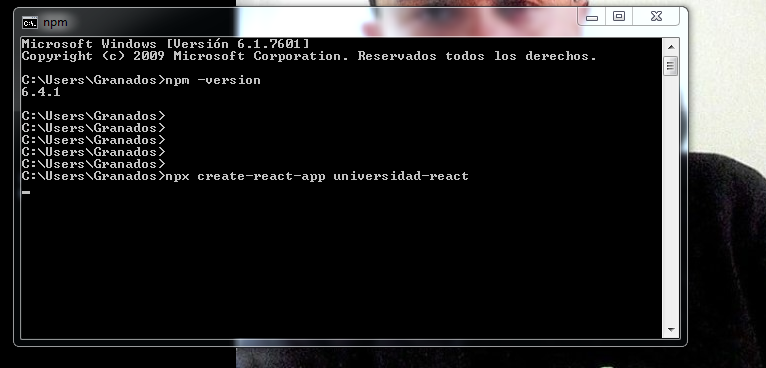 npm
Microsoft Windows [Versión 6.1.7601]
Copyright (c) 2009 Microsoft Corporation. Reservados todos los derechos.
C:\Users\Granados>npm -version
6.4.1
C:\Users\Granados>
C:\Users\Granados>
C:\Users\Granados>
C:\Users\Granados>
C:\Users\Granados>
C:\Users\Granados>npx create-react-app universidad-react